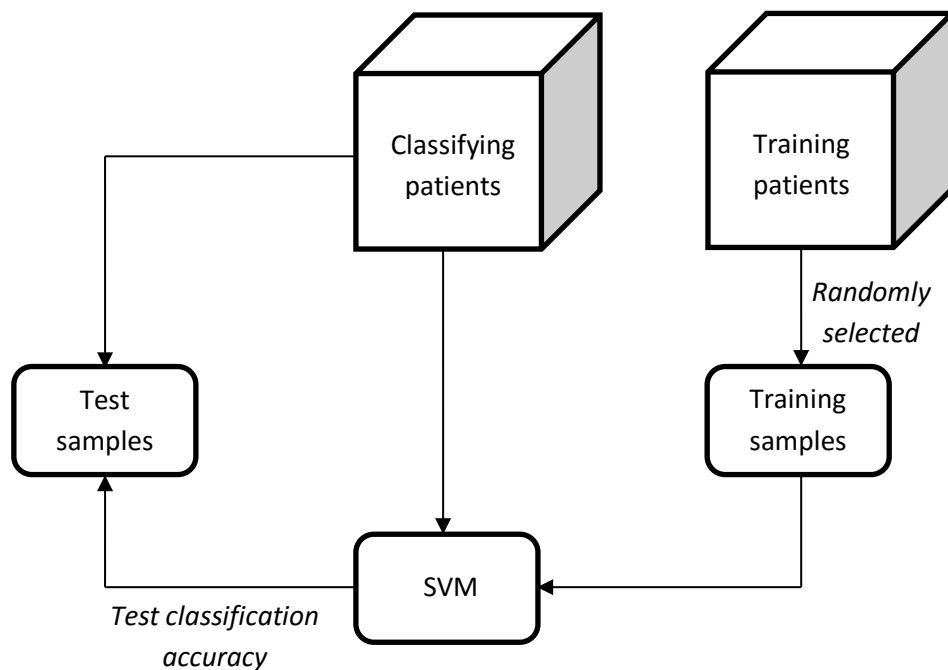 Classifying
patients
Training
patients
Randomly
selected
Test
samples
Training
samples
SVM
Test classification
accuracy